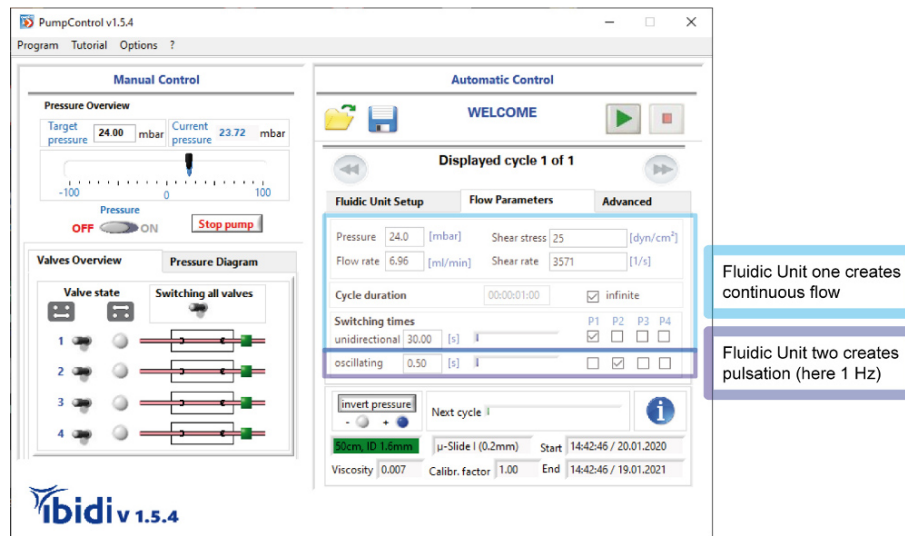 PumpControl v1.5.4
Program Tutorial Options ?
Manual Control
Pressure Overview
Target pressure 24.00 mbar Current pressure 23.72 mbar
-100 0 100
Pressure
OFF ON Stop pump
Valves Overview Pressure Diagram
Valve state Switching all valves
1
2
3
4
ibidi v 1.5.4
Automatic Control
WELCOME
Displayed cycle 1 of 1
Fluidic Unit Setup Flow Parameters Advanced
Pressure 24.0 [mbar] Shear stress 25 [dyn/cm²]
Flow rate 6.96 [ml/min] Shear rate 3571 [1/s]
Cycle duration 00:00:01:00 infinite
Switching times P1 P2 P3 P4
unidirectional 30.00 [s]
oscillating 0.50 [s]
invert pressure Next cycle
- +
50cm, ID 1.6mm µ-Slide I (0.2mm) Start 14:42:46 / 20.01.2020
Viscosity 0.007 Calibr. factor 1.00 End 14:42:46 / 19.01.2021
Fluidic Unit one creates
continuous flow
Fluidic Unit two creates
pulsation (here 1 Hz)